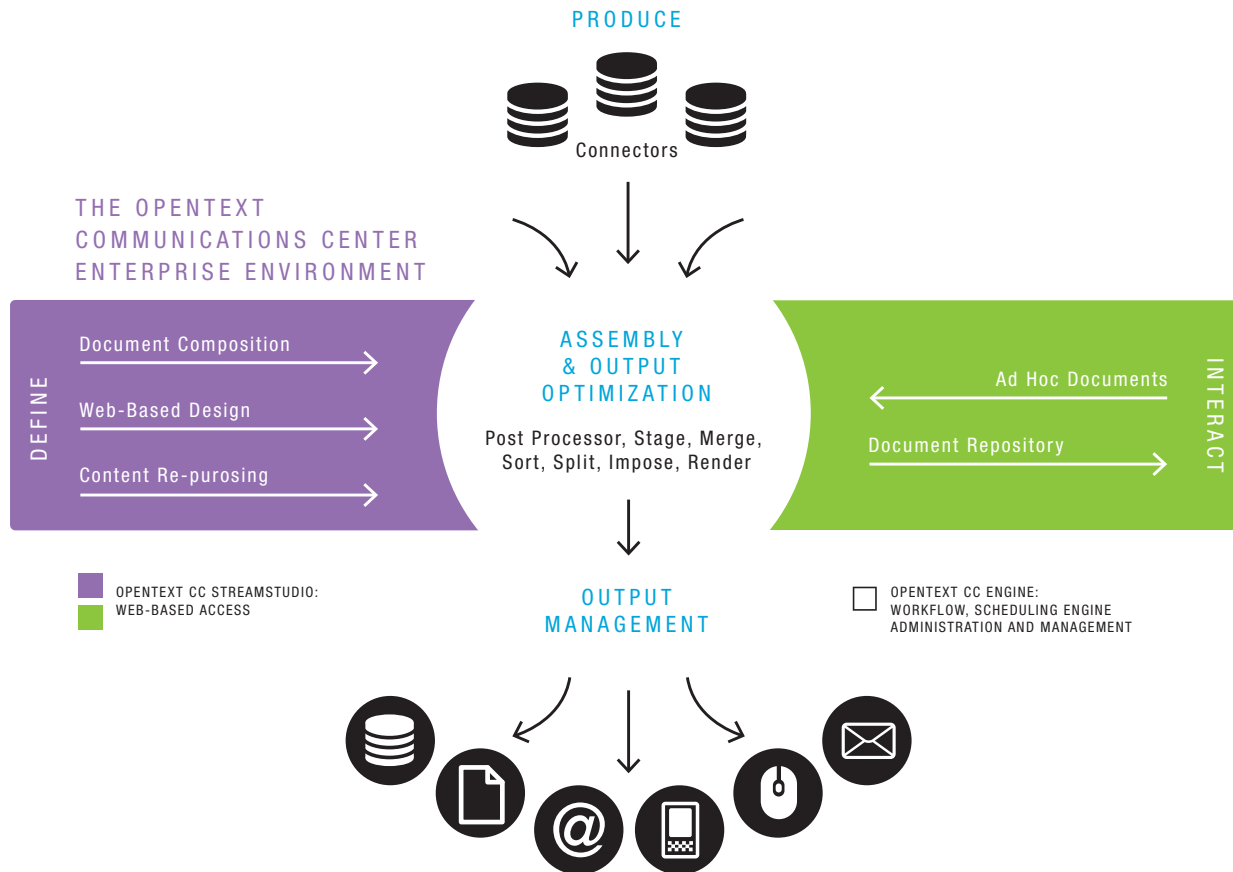 PRODUCE
Connectors
THE OPENTEXT
COMMUNICATIONS CENTER
ENTERPRISE ENVIRONMENT
DEFINE
Document Composition
Web-Based Design
Content Re-purosing
ASSEMBLY
& OUTPUT
OPTIMIZATION
Post Processor, Stage, Merge,
Sort, Split, Impose, Render
Ad Hoc Documents
Document Repository
INTERACT
OPENTEXT CC STREAMSTUDIO:
WEB-BASED ACCESS
OUTPUT
MANAGEMENT
OPENTEXT CC ENGINE:
WORKFLOW, SCHEDULING ENGINE
ADMINISTRATION AND MANAGEMENT
@